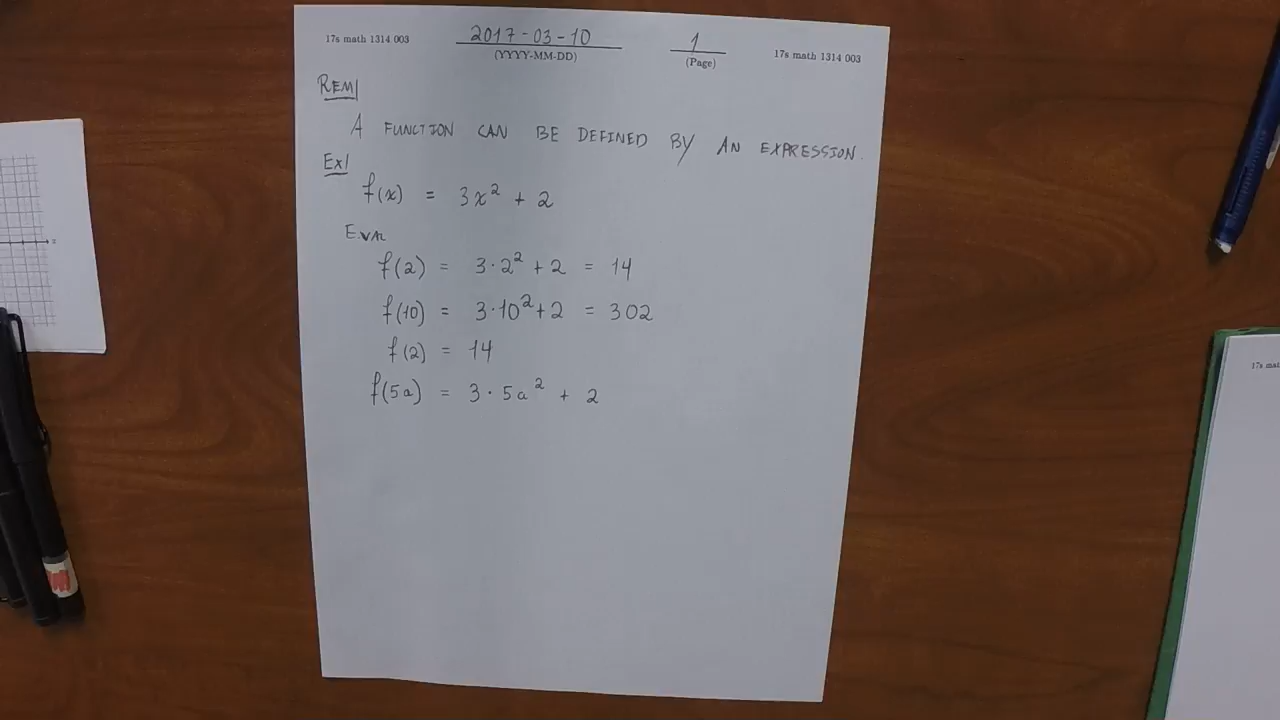 17s math 1314 003 2017-03-10 1 17s math 1314 003
(YYYY-MM-DD) (Page)
REM
A FUNCTION CAN BE DEFINED BY AN EXPRESSION.
EX
f(x) = 3x² + 2
EVAL
f(2) = 3·2² + 2 = 14
f(10) = 3·10² + 2 = 302
f(2) = 14
f(5a) = 3·5a² + 2
17s mat